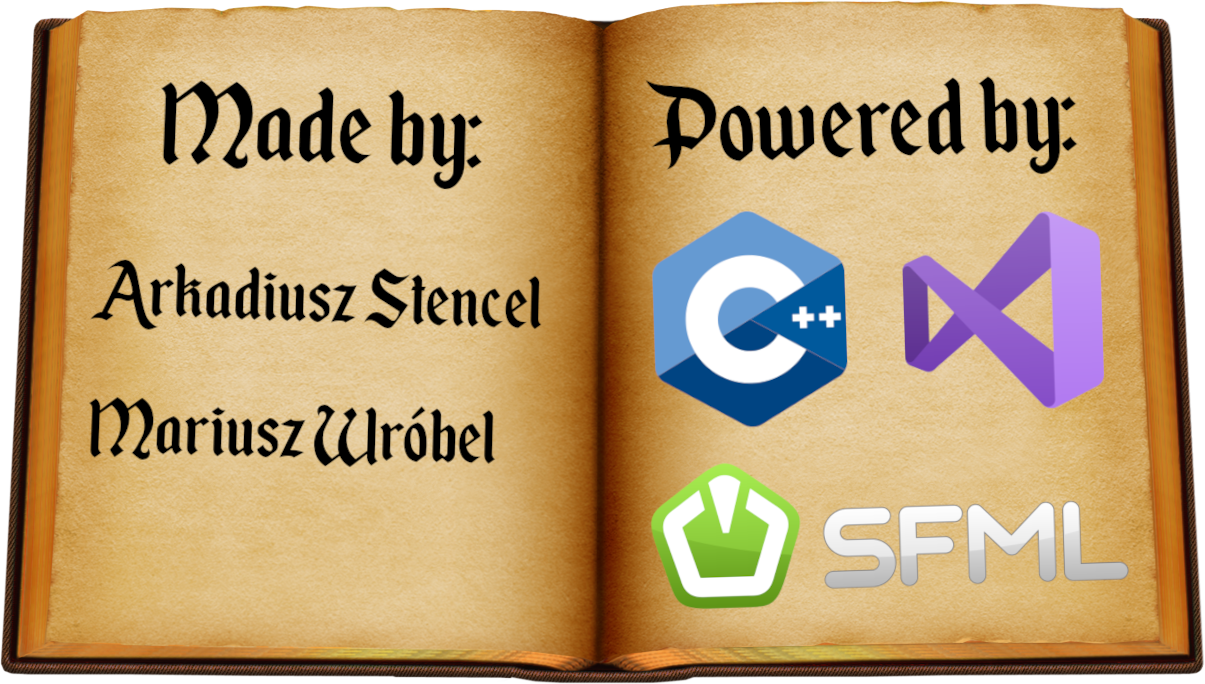 Made by:
Arkadiusz Stencel
Mariusz Wróbel
Powered by:
C++
SFML